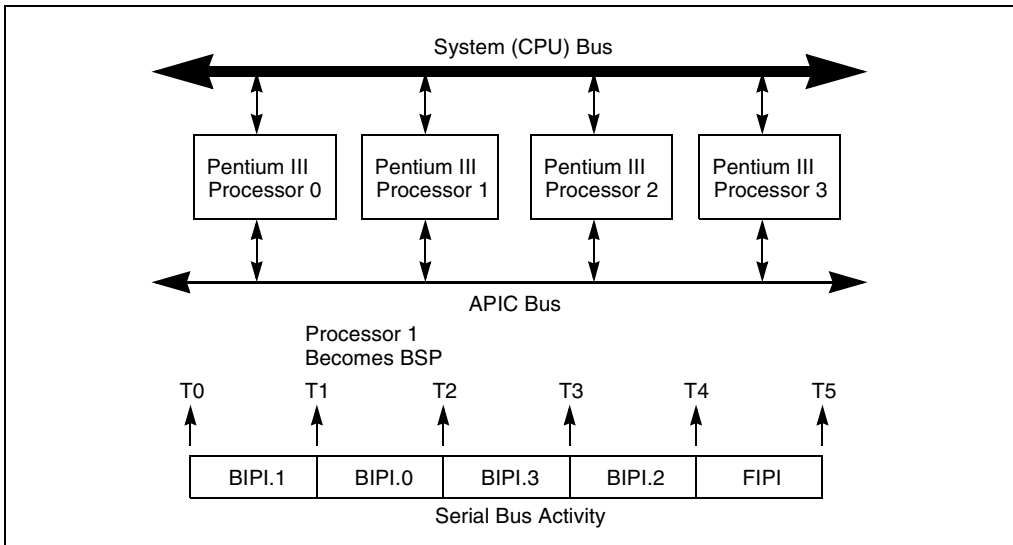 System (CPU) Bus
Pentium III
Processor 0
Pentium III
Processor 1
Pentium III
Processor 2
Pentium III
Processor 3
APIC Bus
Processor 1
Becomes BSP
T0 T1 T2 T3 T4 T5
BIPI.1 BIPI.0 BIPI.3 BIPI.2 FIPI
Serial Bus Activity